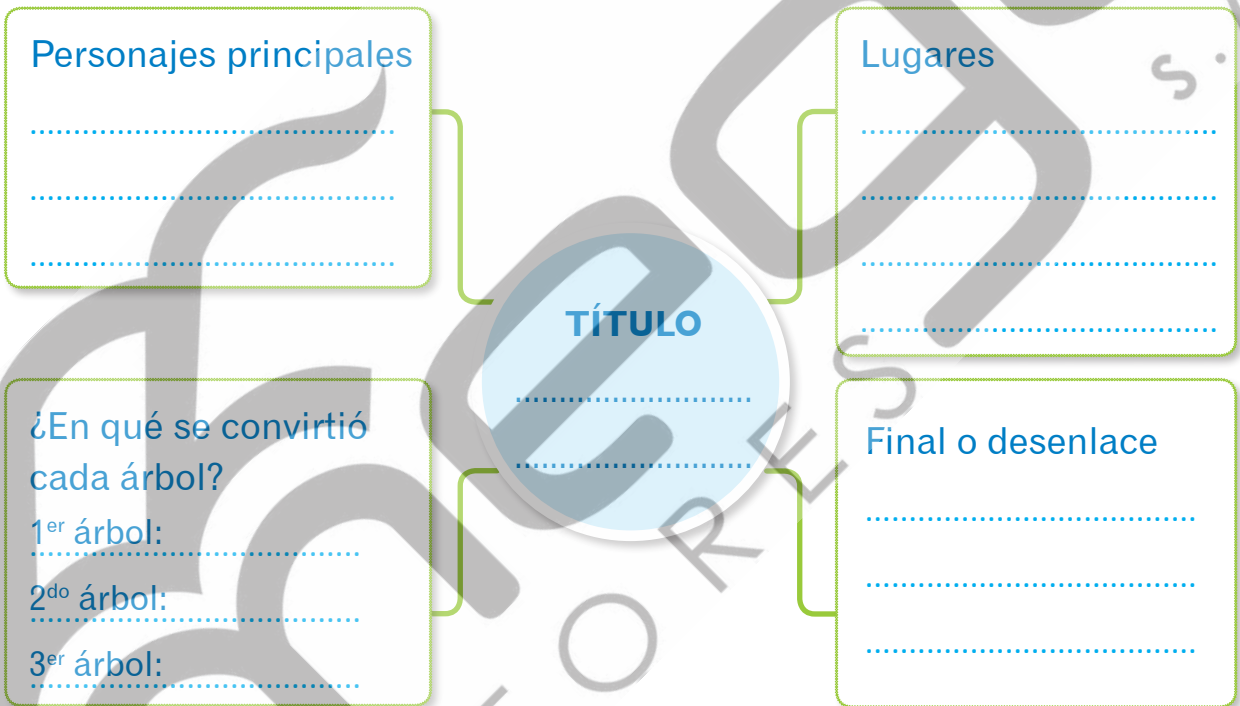 Personajes principales
Lugares
TÍTULO
¿En qué se convirtió
cada árbol?
1er árbol:
2do árbol:
3er árbol:
Final o desenlace